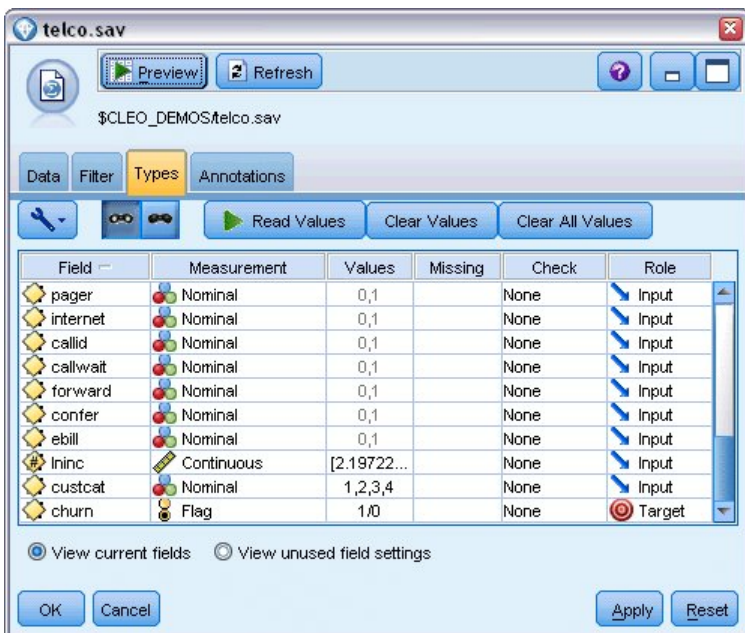 telco.sav
Preview Refresh
$CLEO_DEMOS/telco.sav
Data Filter Types Annotations
Read Values Clear Values Clear All Values
Field Measurement Values Missing Check Role
pager Nominal 0,1 None Input
internet Nominal 0,1 None Input
callid Nominal 0,1 None Input
callwait Nominal 0,1 None Input
forward Nominal 0,1 None Input
confer Nominal 0,1 None Input
ebill Nominal 0,1 None Input
lninc Continuous [2.19722... None Input
custcat Nominal 1,2,3,4 None Input
churn Flag 1/0 None Target
View current fields View unused field settings
OK Cancel Apply Reset